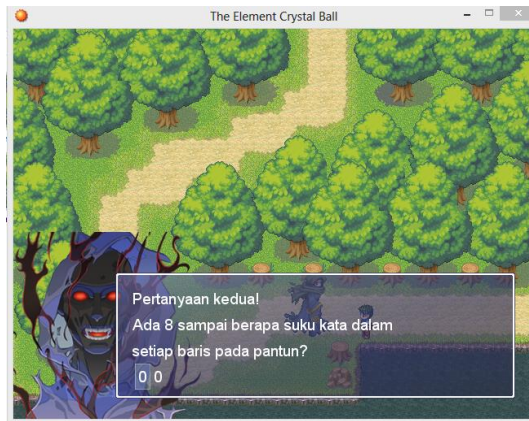 The Element Crystal Ball
Pertanyaan kedua!
Ada 8 sampai berapa suku kata dalam
setiap baris pada pantun?
0 0